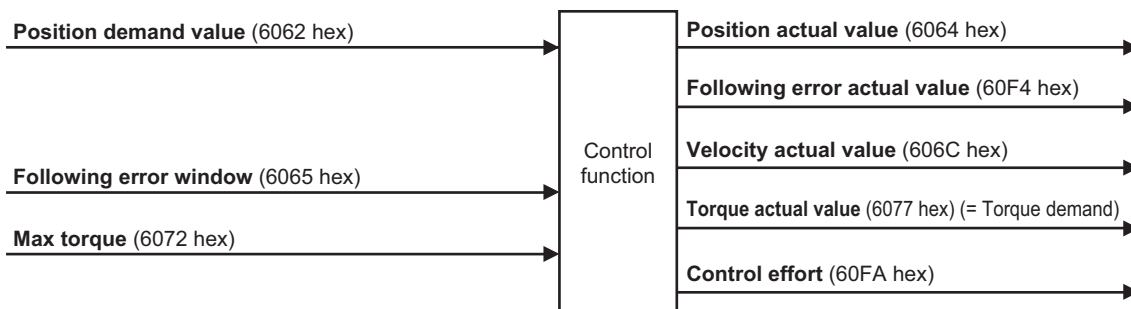 Position demand value (6062 hex)
Following error window (6065 hex)
Max torque (6072 hex)
Control
function
Position actual value (6064 hex)
Following error actual value (60F4 hex)
Velocity actual value (606C hex)
Torque actual value (6077 hex) (= Torque demand)
Control effort (60FA hex)